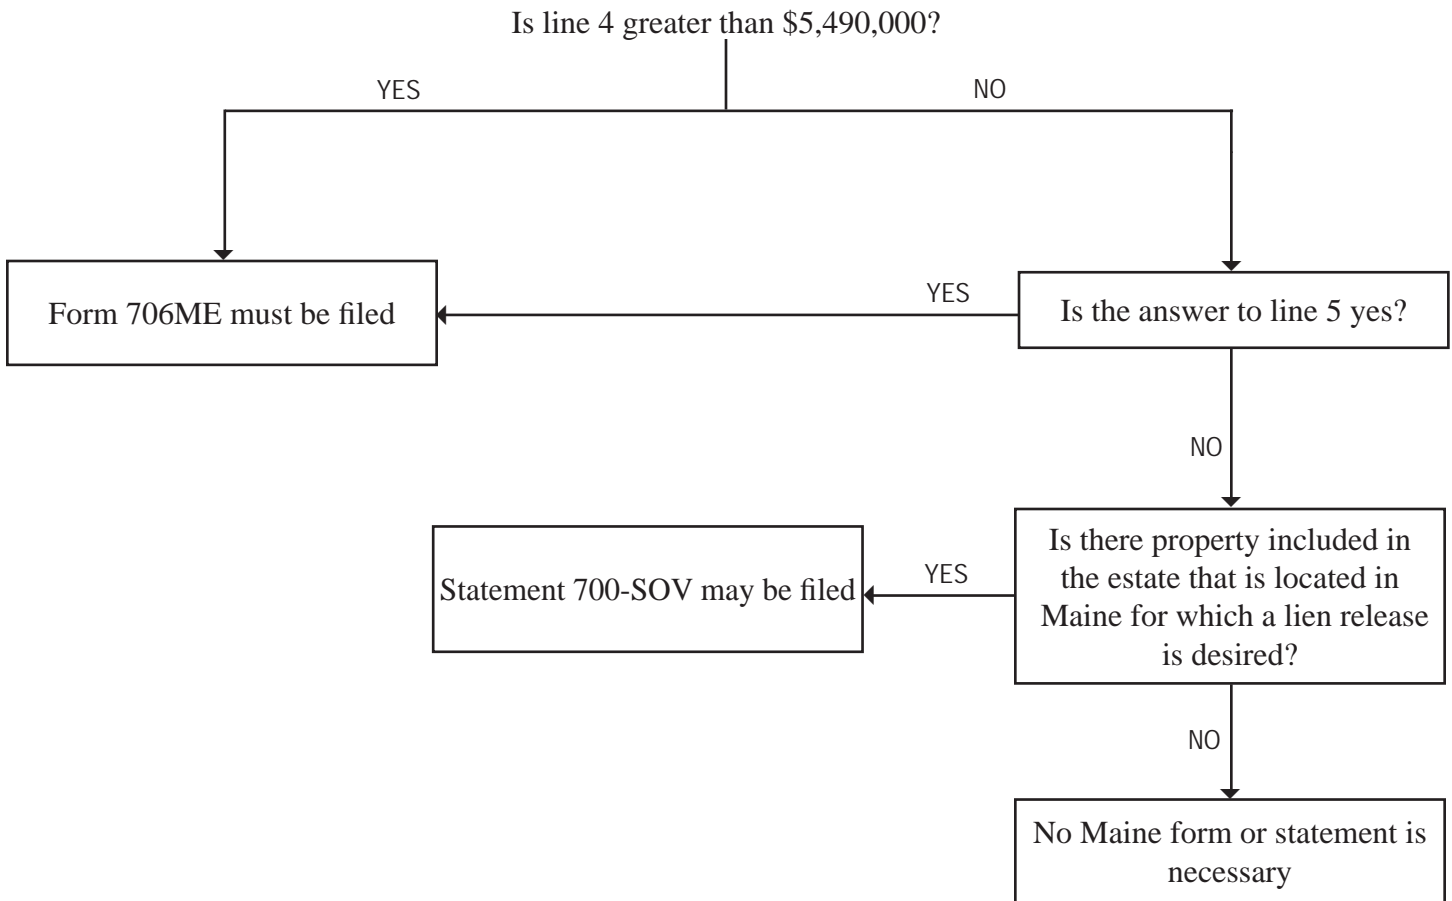 Is line 4 greater than $5,490,000?
YES
NO
Form 706ME must be filed
YES
Is the answer to line 5 yes?
NO
Statement 700-SOV may be filed
YES
Is there property included in
the estate that is located in
Maine for which a lien release
is desired?
NO
No Maine form or statement is
necessary